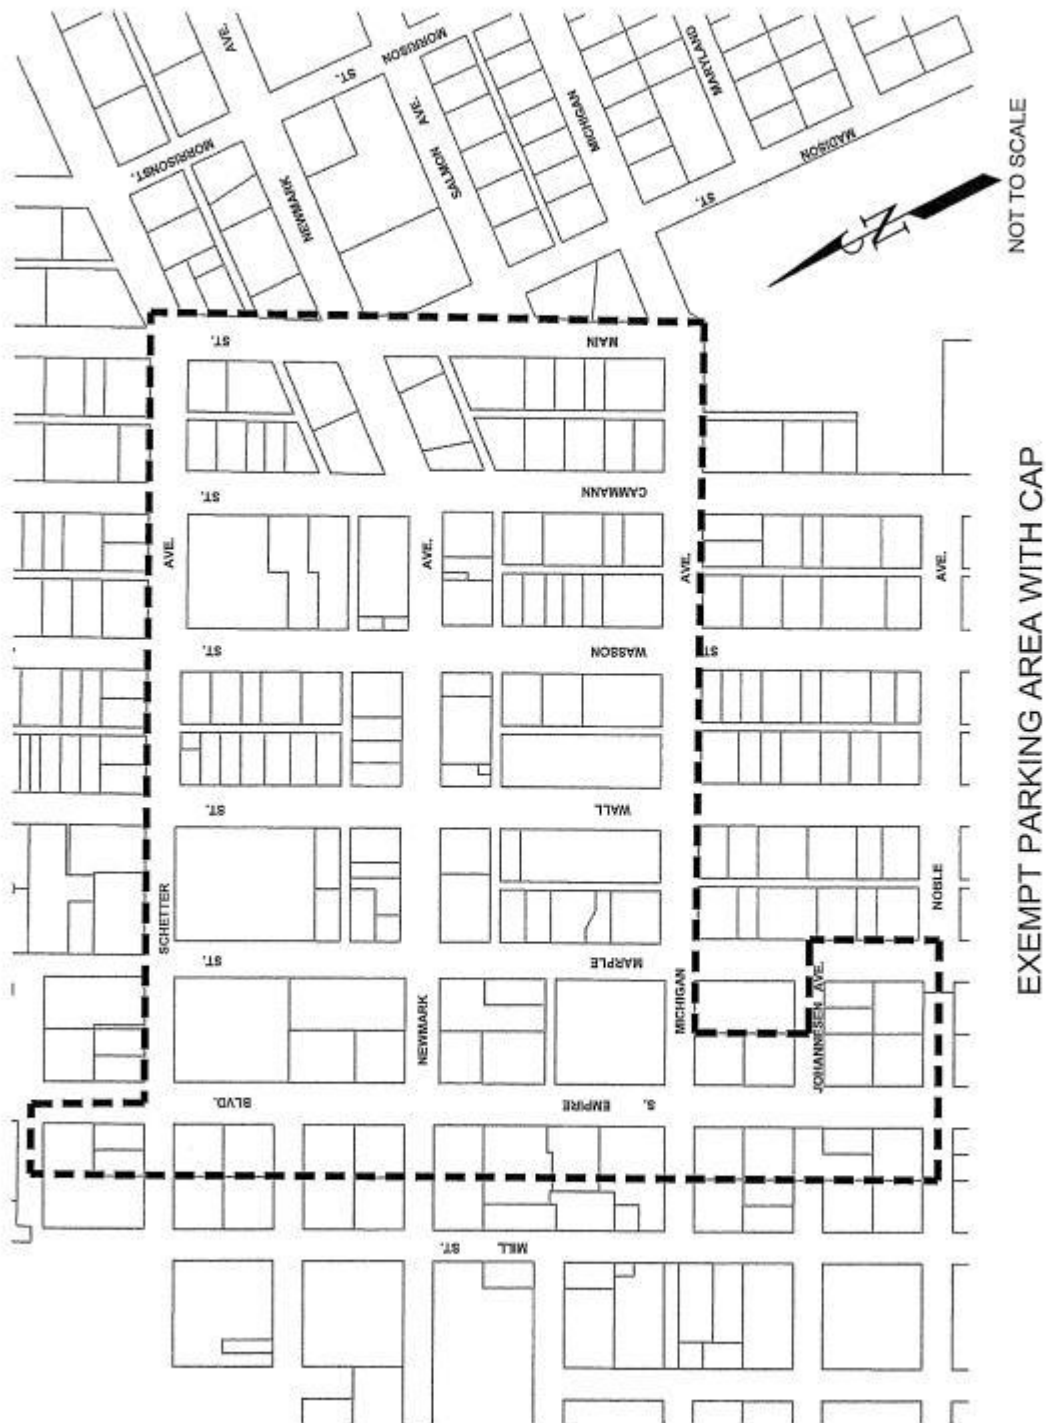 AVE.
MORRISON
ST.
AVE.
MARYLAND
MICHIGAN
MORRISONST.
SALMON
MADISON
NEWMARK
ST.
N
NOT TO SCALE
ST.
MAIN
ST.
CAMMANN
AVE.
AVE.
AVE.
AVE.
ST.
WASSON
ST
ST.
WALL
SCHETTER
NOBLE
ST.
MARPLE
MICHIGAN
JOHANNESEN AVE.
NEWMARK
BLVD.
EMPIRE
S.
ST.
MILL
EXEMPT PARKING AREA WITH CAP